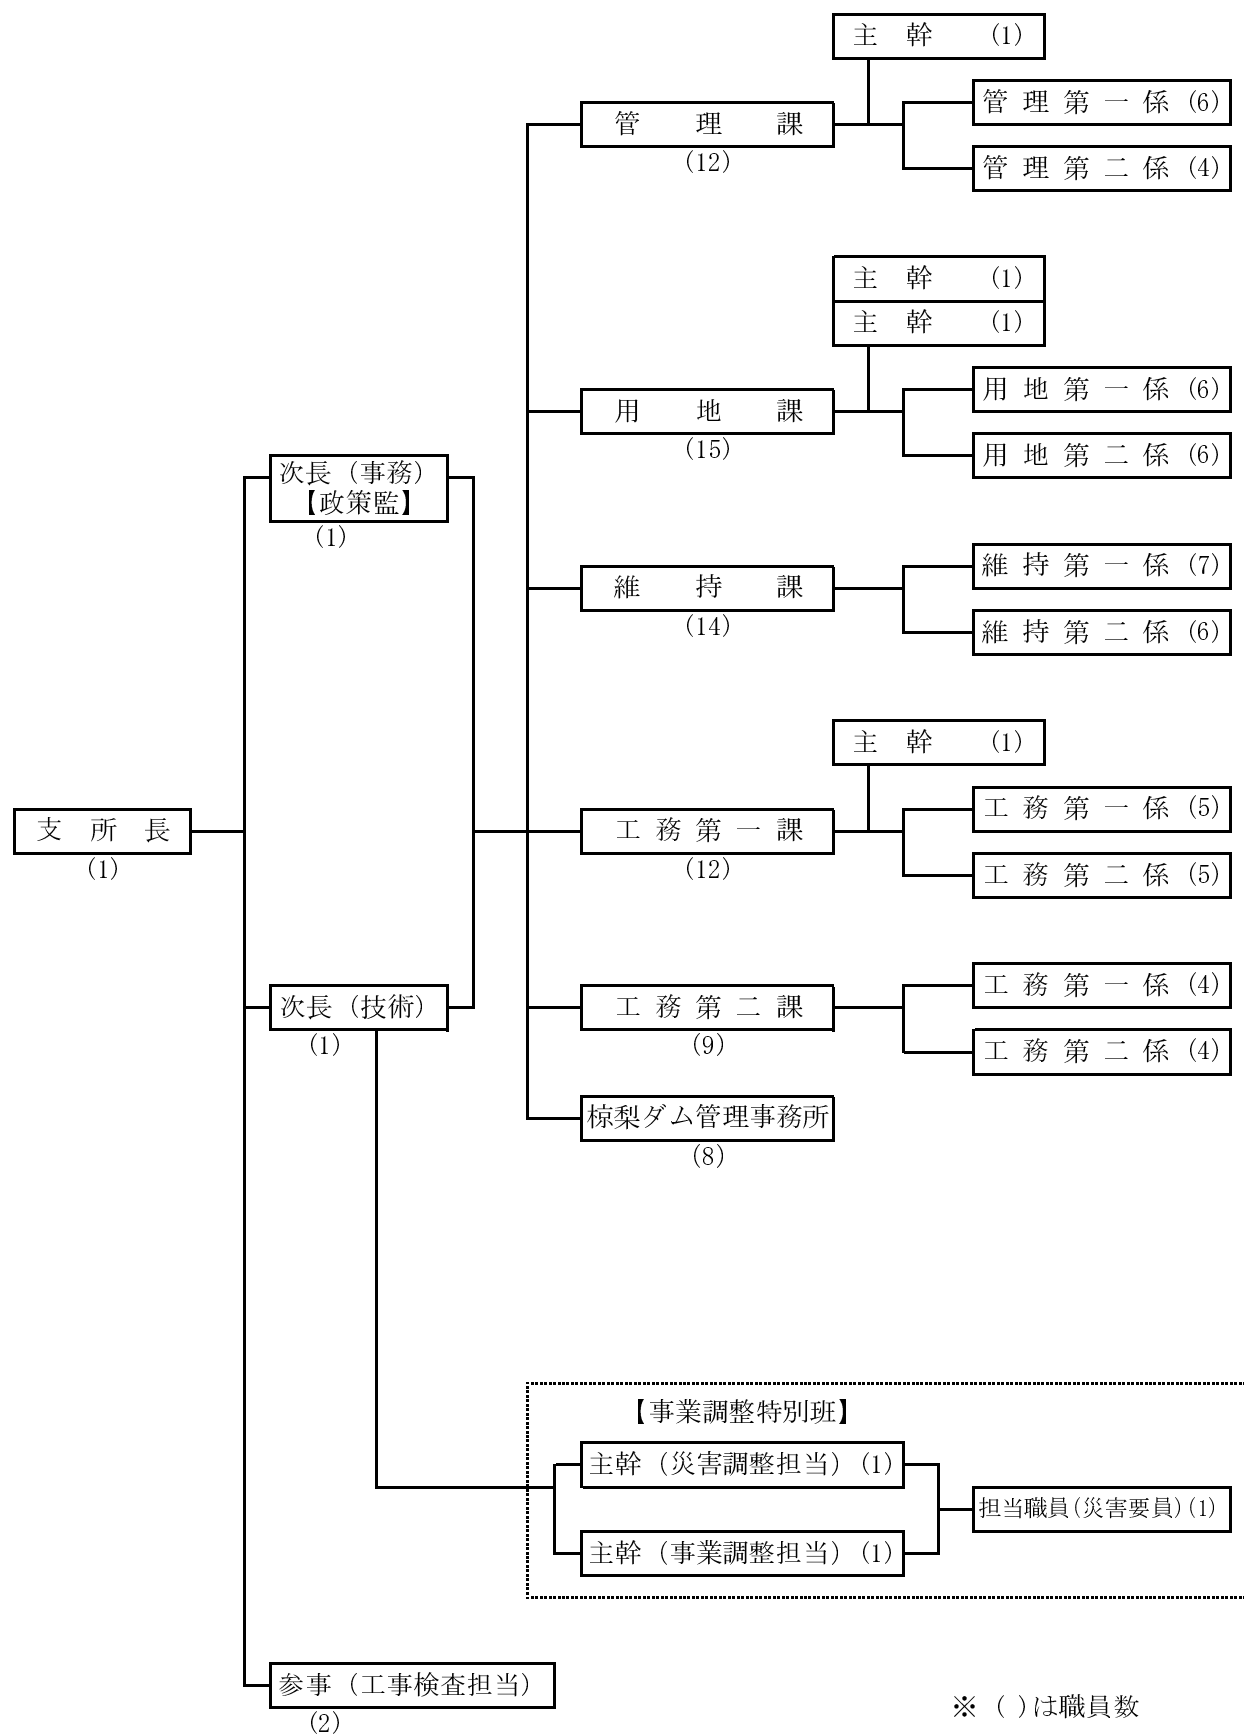 主幹 (1)
管理課
(12)
管理第一係 (6)
管理第二係 (4)
主幹 (1)
主幹 (1)
用地課
(15)
用地第一係 (6)
用地第二係 (6)
次長（事務）
【政策監】
(1)
維持課
(14)
維持第一係 (7)
維持第二係 (6)
主幹 (1)
支所長
(1)
工務第一課
(12)
工務第一係 (5)
工務第二係 (5)
次長（技術）
(1)
工務第二課
(9)
工務第一係 (4)
工務第二係 (4)
椋梨ダム管理事務所
(8)
【事業調整特別班】
主幹（災害調整担当）(1)
主幹（事業調整担当）(1)
担当職員（災害要員）(1)
参事（工事検査担当）
(2)
※ ( )は職員数